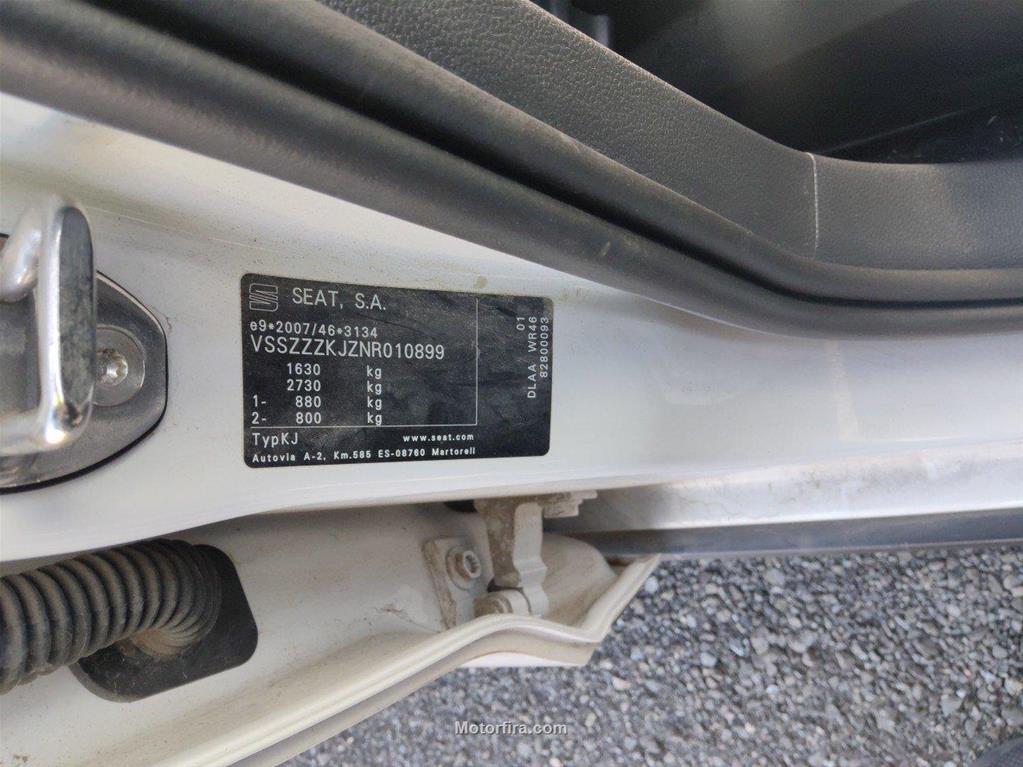 SEAT, S.A.
e9*2007/46*3134
VSSZZZKJZNR010899
1630 kg
2730 kg
1- 880 kg
2- 800 kg
TypKJ www.seat.com
Autovia A-2, Km.585 ES-08760 Martorell
01
DLAA WR46
82800093
Motorfira.com